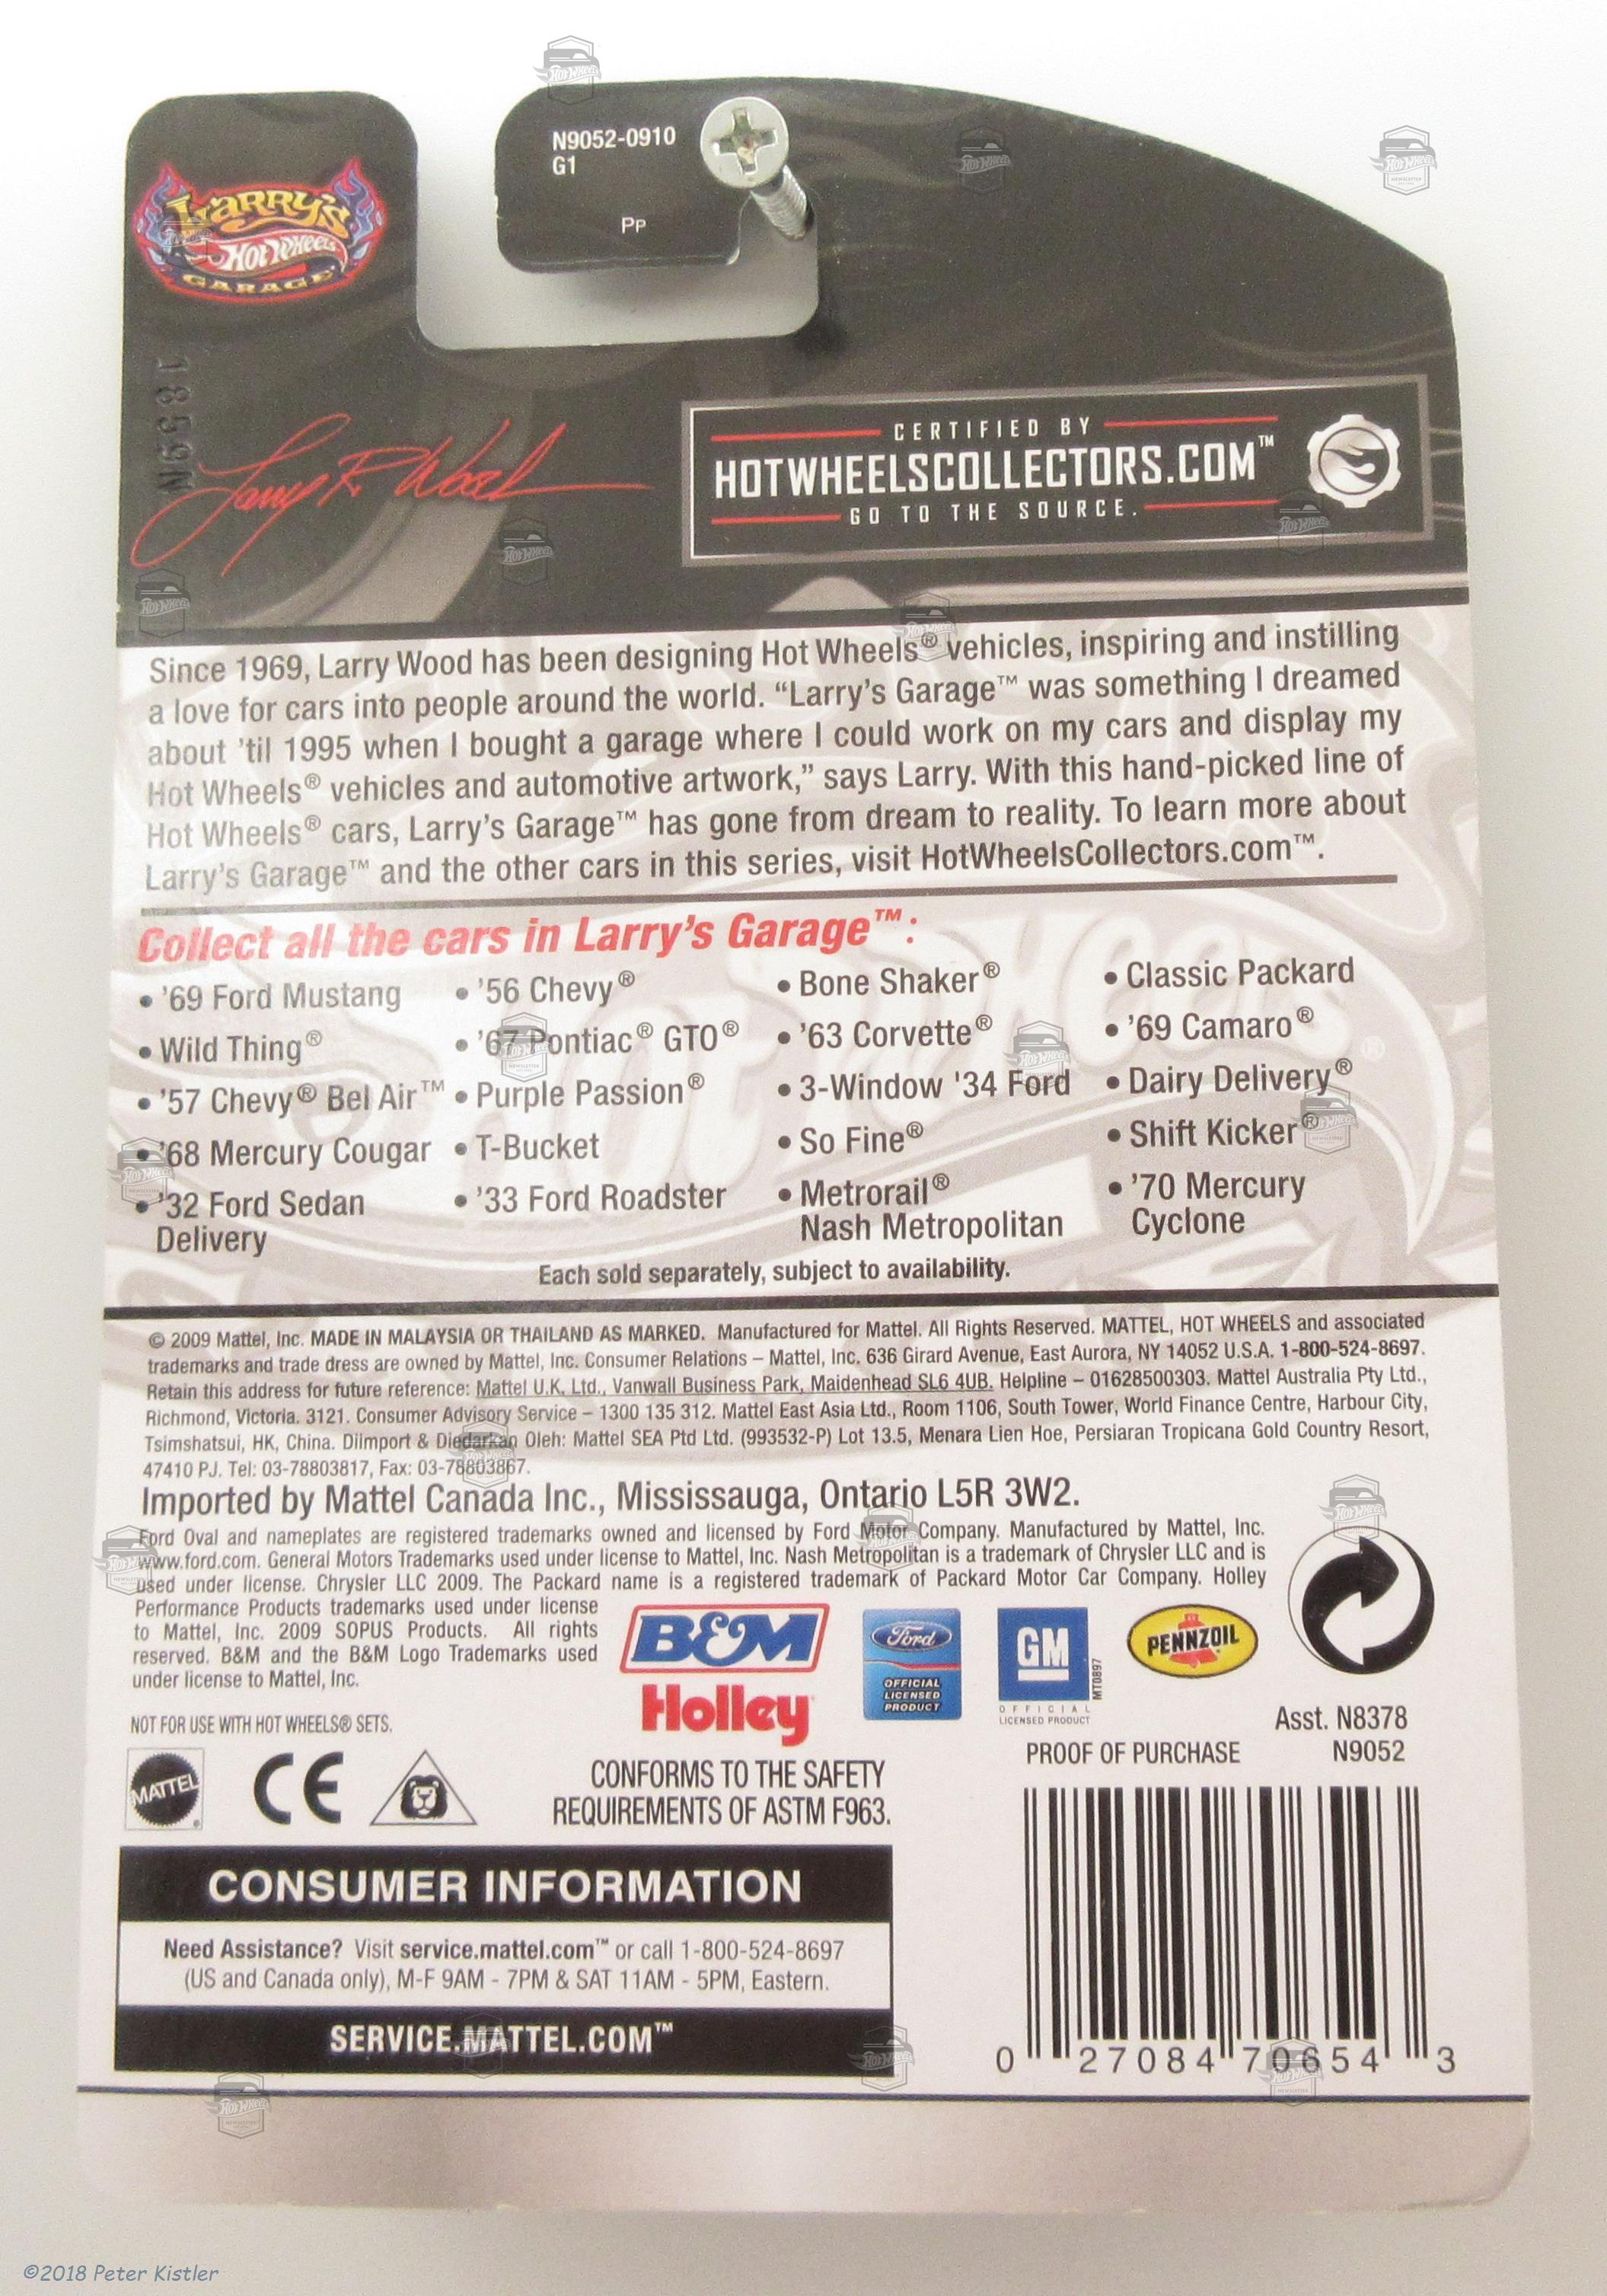 N9052-0910
G1
Pp
LARRY'S
Hot Wheels
GARAGE
Larry R Wood
CERTIFIED BY
HOTWHEELSCOLLECTORS.COM™
GO TO THE SOURCE.
Since 1969, Larry Wood has been designing Hot Wheels® vehicles, inspiring and instilling
a love for cars into people around the world. “Larry’s Garage™ was something I dreamed
about ’til 1995 when I bought a garage where I could work on my cars and display my
Hot Wheels® vehicles and automotive artwork,” says Larry. With this hand-picked line of
Hot Wheels® cars, Larry’s Garage™ has gone from dream to reality. To learn more about
Larry’s Garage™ and the other cars in this series, visit HotWheelsCollectors.com™.
Collect all the cars in Larry’s Garage™:
• ’69 Ford Mustang
• Wild Thing®
• ’57 Chevy® Bel Air™
• ’68 Mercury Cougar
• ’32 Ford Sedan
Delivery
• ’56 Chevy®
• ’67 Pontiac® GTO®
• Purple Passion®
• T-Bucket
• ’33 Ford Roadster
• Bone Shaker®
• ’63 Corvette®
• 3-Window '34 Ford
• So Fine®
• Metrorail®
Nash Metropolitan
• Classic Packard
• ’69 Camaro®
• Dairy Delivery®
• Shift Kicker®
• ’70 Mercury
Cyclone
Each sold separately, subject to availability.
© 2009 Mattel, Inc. MADE IN MALAYSIA OR THAILAND AS MARKED. Manufactured for Mattel. All Rights Reserved. MATTEL, HOT WHEELS and associated
trademarks and trade dress are owned by Mattel, Inc. Consumer Relations – Mattel, Inc. 636 Girard Avenue, East Aurora, NY 14052 U.S.A. 1-800-524-8697.
Retain this address for future reference: Mattel U.K. Ltd., Vanwall Business Park, Maidenhead SL6 4UB. Helpline – 01628500303. Mattel Australia Pty Ltd.,
Richmond, Victoria. 3121. Consumer Advisory Service – 1300 135 312. Mattel East Asia Ltd., Room 1106, South Tower, World Finance Centre, Harbour City,
Tsimshatsui, HK, China. Diimport & Diedarkan Oleh: Mattel SEA Ptd Ltd. (993532-P) Lot 13.5, Menara Lien Hoe, Persiaran Tropicana Gold Country Resort,
47410 PJ. Tel: 03-78803817, Fax: 03-78803867.
Imported by Mattel Canada Inc., Mississauga, Ontario L5R 3W2.
Ford Oval and nameplates are registered trademarks owned and licensed by Ford Motor Company. Manufactured by Mattel, Inc.
www.ford.com. General Motors Trademarks used under license to Mattel, Inc. Nash Metropolitan is a trademark of Chrysler LLC and is
used under license. Chrysler LLC 2009. The Packard name is a registered trademark of Packard Motor Car Company. Holley
Performance Products trademarks used under license
to Mattel, Inc. 2009 SOPUS Products. All rights
reserved. B&M and the B&M Logo Trademarks used
under license to Mattel, Inc.
B&M
Holley
Ford
OFFICIAL
LICENSED
PRODUCT
GM
MT0897
OFFICIAL
LICENSED PRODUCT
PENNZOIL
NOT FOR USE WITH HOT WHEELS® SETS.
MATTEL
CE
CONFORMS TO THE SAFETY
REQUIREMENTS OF ASTM F963.
Asst. N8378
PROOF OF PURCHASE N9052
CONSUMER INFORMATION
Need Assistance? Visit service.mattel.com™ or call 1-800-524-8697
(US and Canada only), M-F 9AM - 7PM & SAT 11AM - 5PM, Eastern.
SERVICE.MATTEL.COM™
0 27084 70654 3
©2018 Peter Kistler